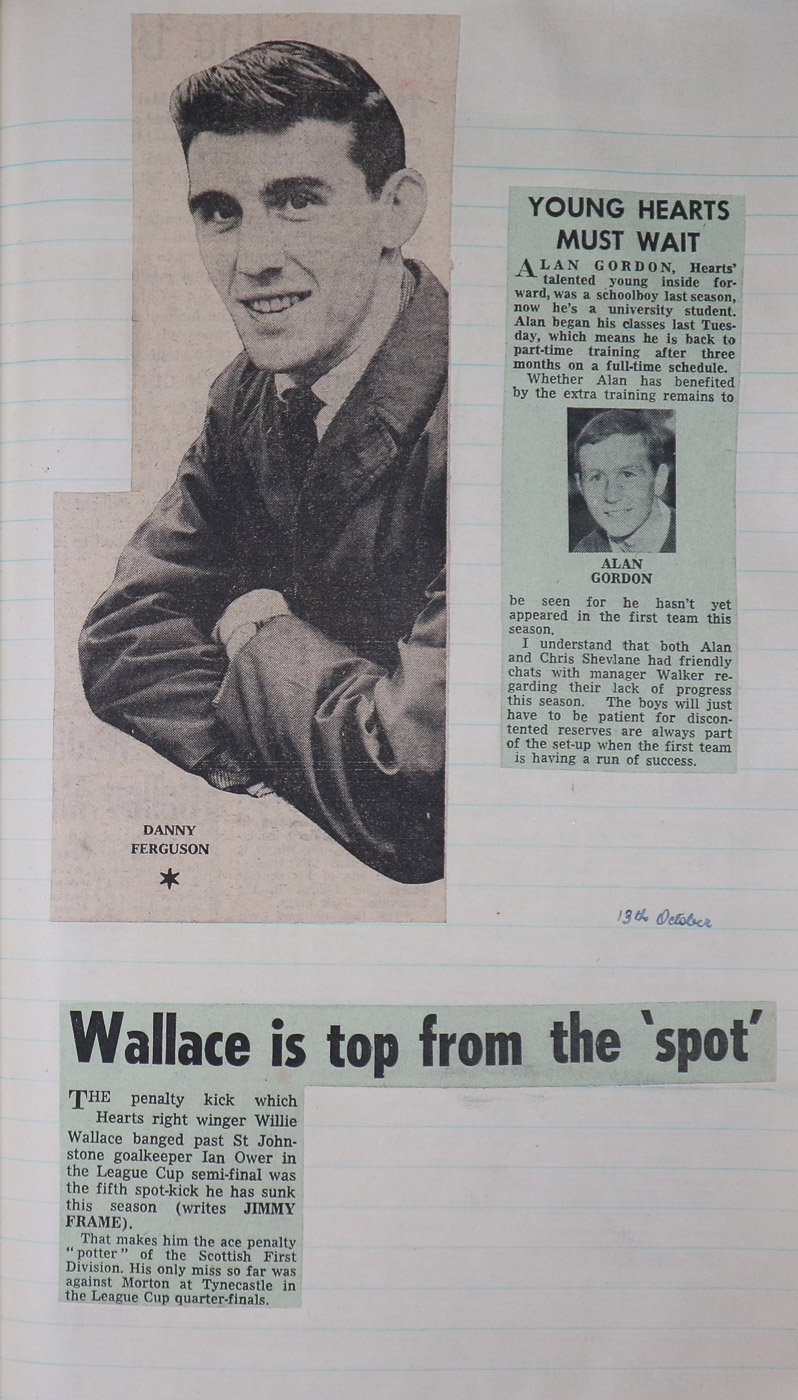 DANNY
FERGUSON
YOUNG HEARTS
MUST WAIT
ALAN GORDON, Hearts'
talented young inside for-
ward, was a schoolboy last season,
now he's a university student.
Alan began his classes last Tues-
day, which means he is back to
part-time training after three
months on a full-time schedule.
Whether Alan has benefited
by the extra training remains to
ALAN
GORDON
be seen for he hasn't yet
appeared in the first team this
season.
I understand that both Alan
and Chris Shevlane had friendly
chats with manager Walker re-
garding their lack of progress
this season. The boys will just
have to be patient for discon-
tented reserves are always part
of the set-up when the first team
is having a run of success.
13th October
Wallace is top from the 'spot'
THE penalty kick which
Hearts right winger Willie
Wallace banged past St John-
stone goalkeeper Ian Ower in
the League Cup semi-final was
the fifth spot-kick he has sunk
this season (writes JIMMY
FRAME).
That makes him the ace penalty
"potter" of the Scottish First
Division. His only miss so far was
against Morton at Tynecastle in
the League Cup quarter-finals.